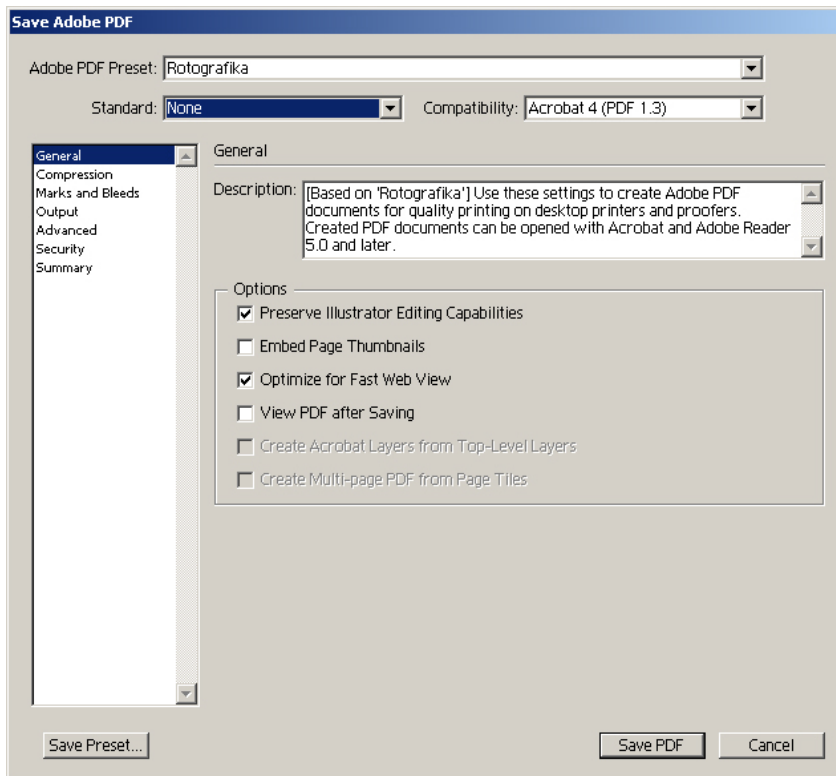 Save Adobe PDF
Adobe PDF Preset: Rotografika
Standard: None Compatibility: Acrobat 4 (PDF 1.3)
General
Compression
Marks and Bleeds
Output
Advanced
Security
Summary
General
Description: [Based on 'Rotografika'] Use these settings to create Adobe PDF
documents for quality printing on desktop printers and proofers.
Created PDF documents can be opened with Acrobat and Adobe Reader
5.0 and later.
Options
Preserve Illustrator Editing Capabilities
Embed Page Thumbnails
Optimize for Fast Web View
View PDF after Saving
Create Acrobat Layers from Top-Level Layers
Create Multi-page PDF from Page Tiles
Save Preset... Save PDF Cancel